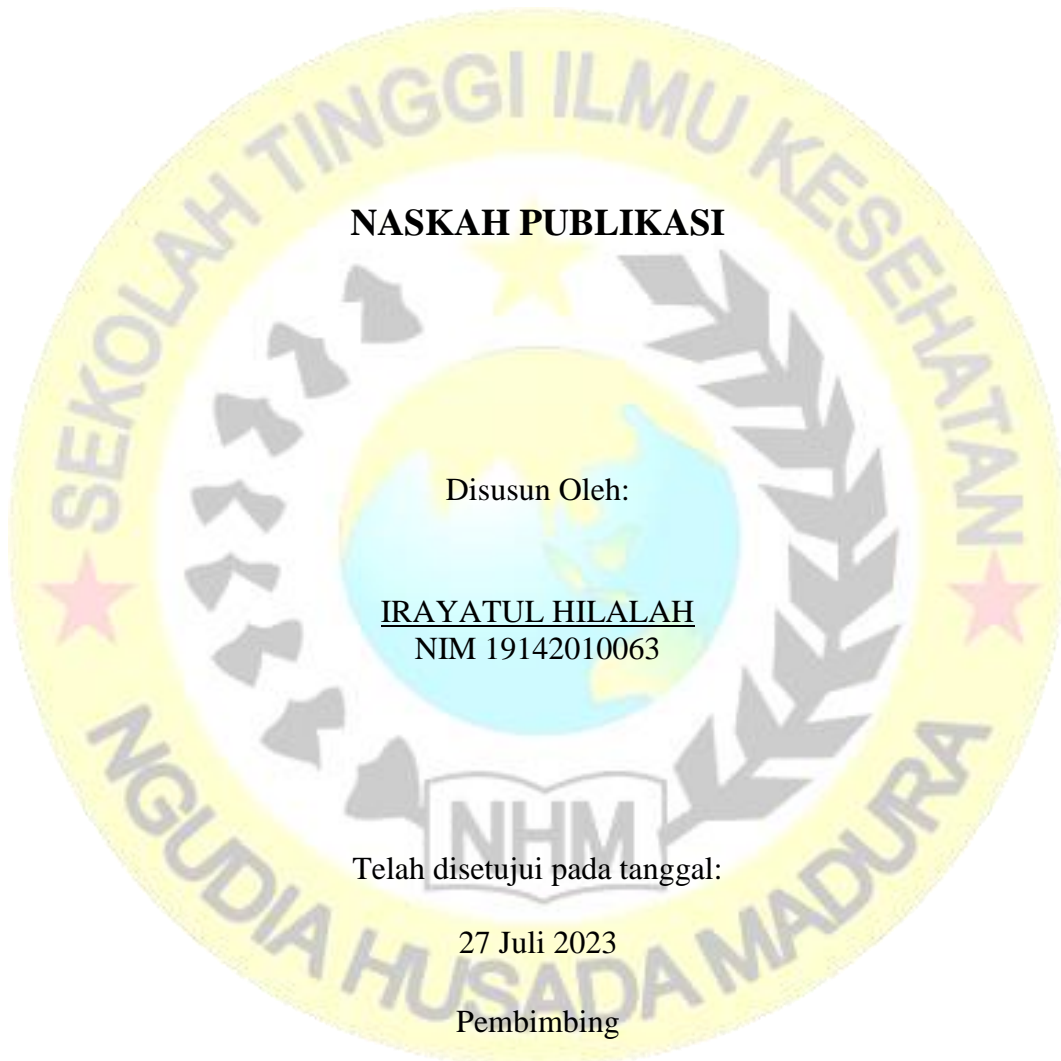 SEKOLAH TINGGI ILMU KESEHATAN
NASKAH PUBLIKASI
Disusun Oleh:
IRAYATUL HILALAH
NIM 19142010063
NHM
Telah disetujui pada tanggal:
27 Juli 2023
Pembimbing
NGUDIA HUSADA MADURA